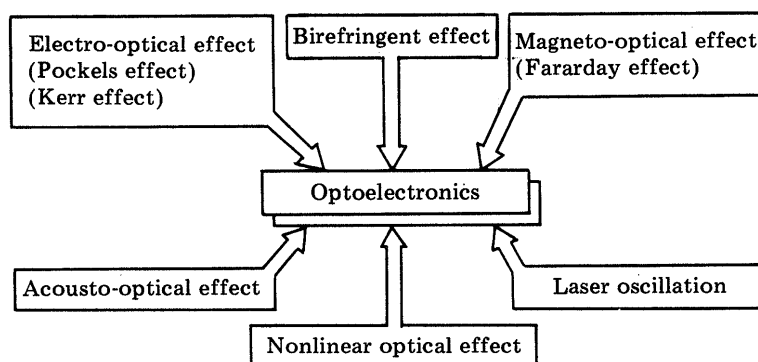 Electro-optical effect
(Pockels effect)
(Kerr effect)
Birefringent effect
Magneto-optical effect
(Fararday effect)
Optoelectronics
Acousto-optical effect
Laser oscillation
Nonlinear optical effect